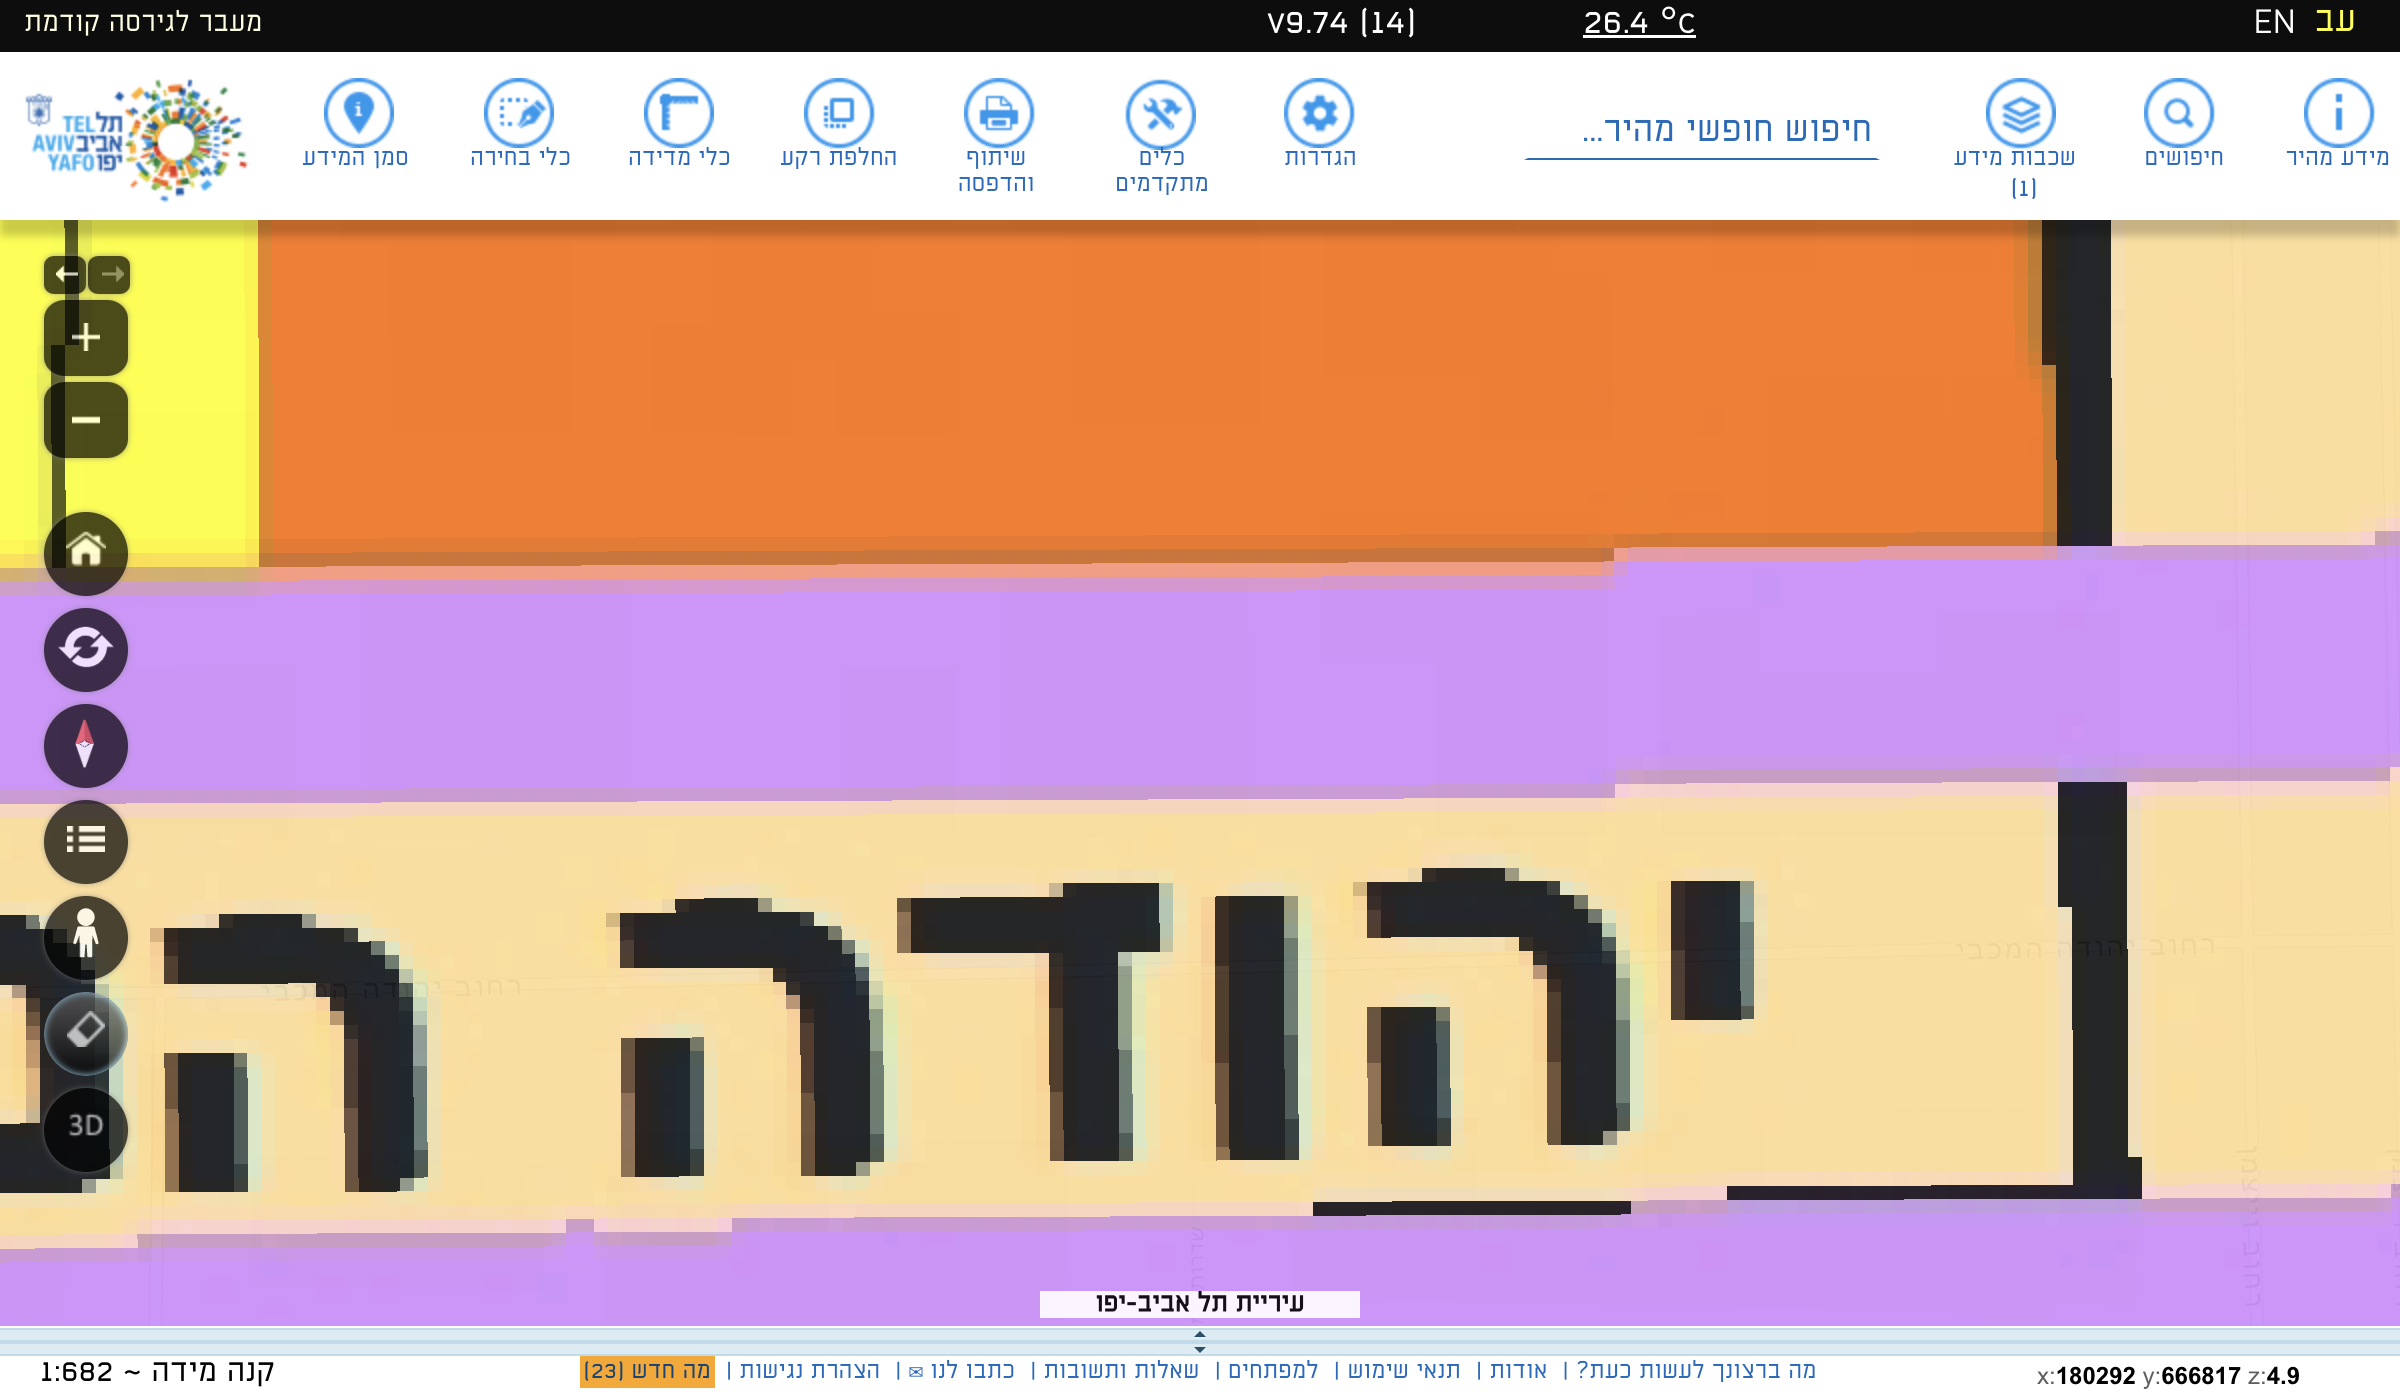 עב EN
26.4 °C
V9.74 (14)
מעבר לגירסה קודמת
מידע מהיר
חיפושים
שכבות מידע
(1)
חיפוש חופשי מהיר...
הגדרות
כלים
מתקדמים
שיתוף
והדפסה
החלפת רקע
כלי מדידה
כלי בחירה
סמן המידע
תל TEL
אביב AVIV
יפו YAFO
רחוב יהודה המכבי
יהודה
רחוב יהודה המכבי
3D
עיריית תל אביב-יפו
x:180292 y:666817 z:4.9
מה ברצונך לעשות כעת? | אודות | תנאי שימוש | למפתחים | שאלות ותשובות | כתבו לנו ✉ | הצהרת נגישות | מה חדש (23)
קנה מידה ~ 1:682